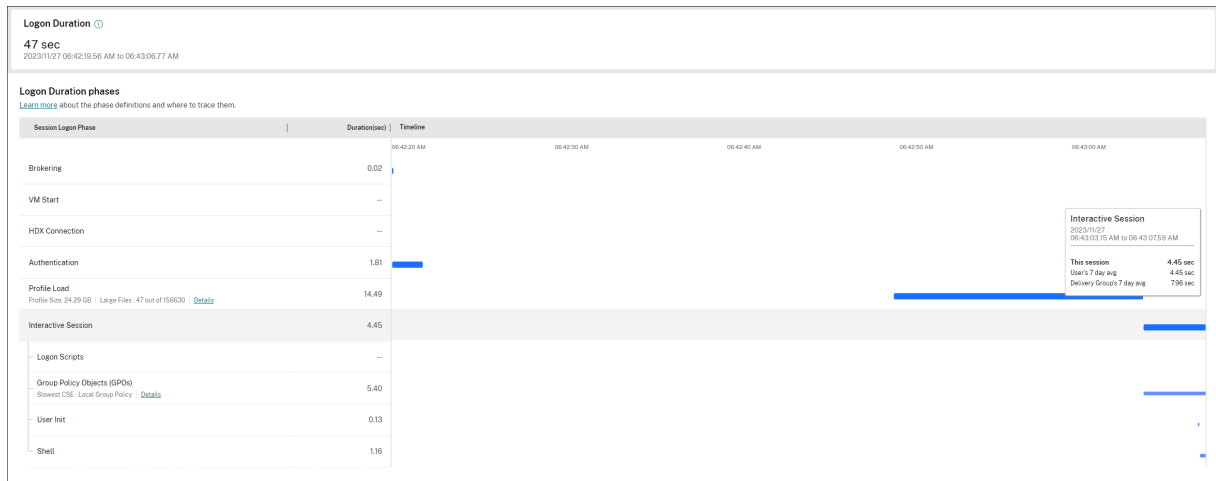 Logon Duration
47 sec
2023/11/27 06:42:19.56 AM to 06:43:06.77 AM
Logon Duration phases
Learn more about the phase definitions and where to trace them.
Session Logon Phase | Duration(sec) | Timeline
06:42:20 AM 06:42:30 AM 06:42:40 AM 06:42:50 AM 06:43:00 AM
Brokering 0.02
VM Start --
HDX Connection --
Interactive Session
2023/11/27
06:43:03.15 AM to 06:43:07.59 AM
This session 4.45 sec
User's 7 day avg 4.45 sec
Delivery Group's 7 day avg 7.96 sec
Authentication 1.81
Profile Load 14.49
Profile Size: 24.29 GB | Large Files : 47 out of 156630 | Details
Interactive Session 4.45
Logon Scripts --
Group Policy Objects (GPOs) 5.40
Slowest CSE : Local Group Policy | Details
User Init 0.13
Shell 1.16